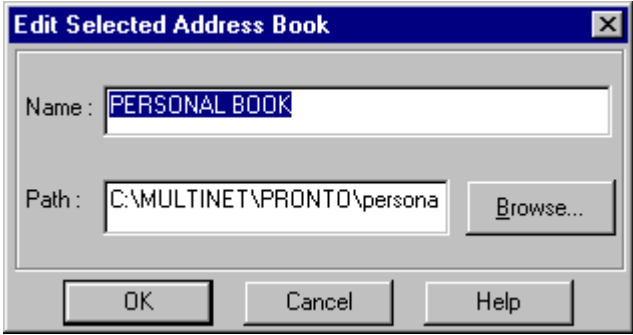 Edit Selected Address Book
Name : PERSONAL BOOK
Path : C:\MULTINET\PRONTO\persona Browse...
OK Cancel Help